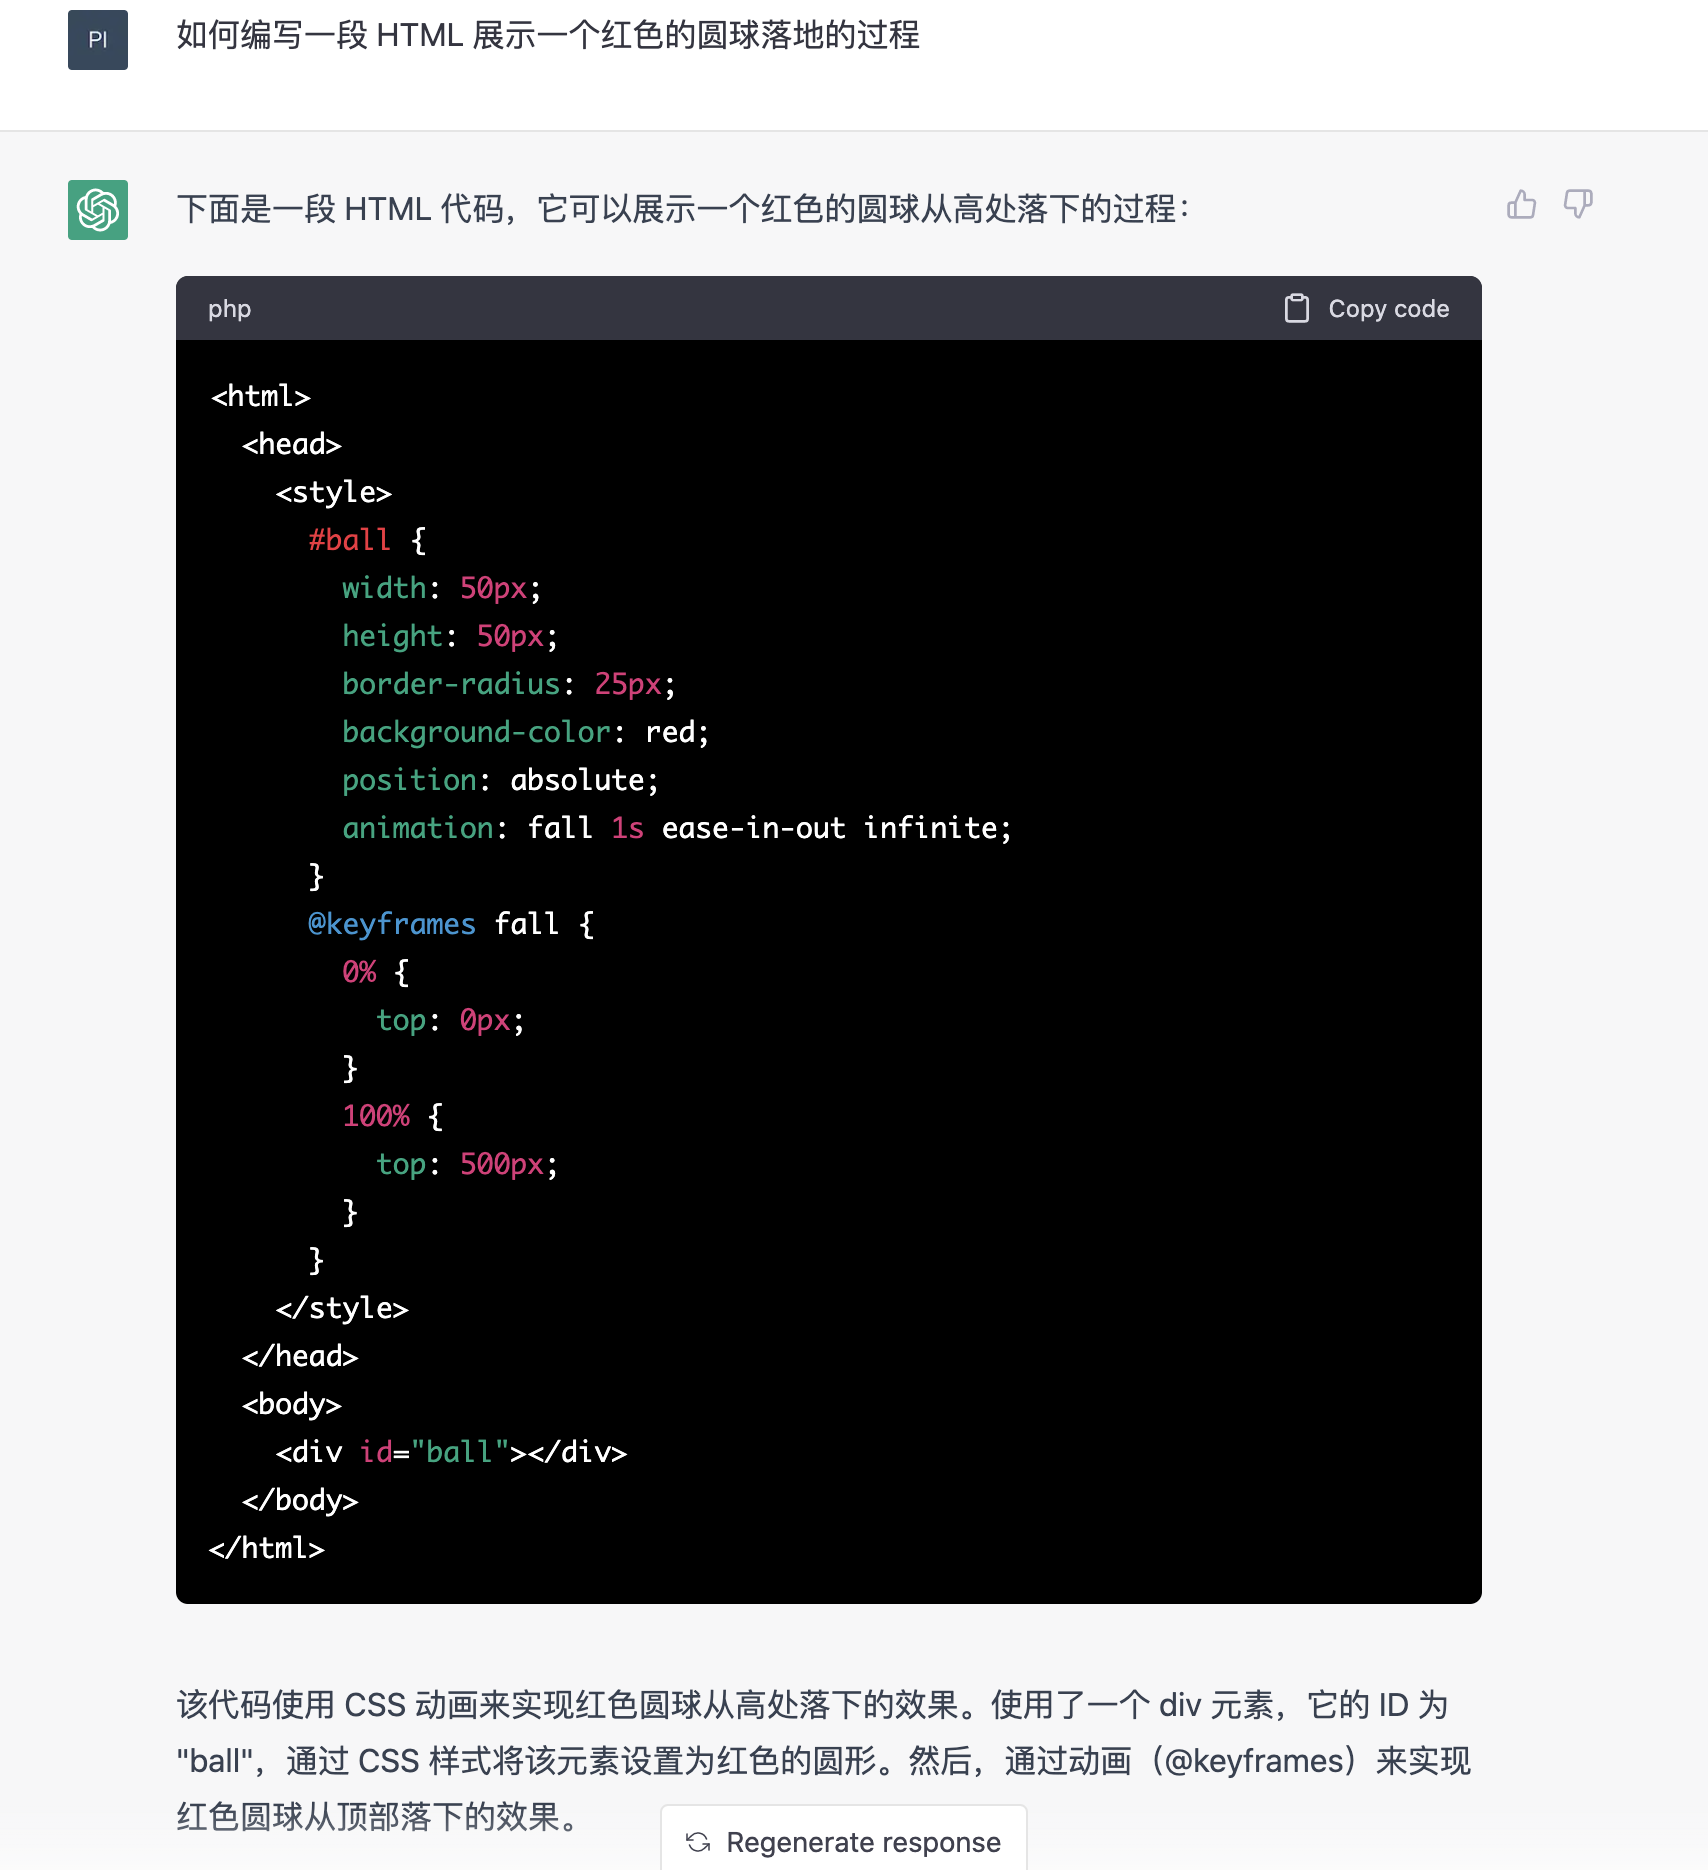 PI
如何编写一段 HTML 展示一个红色的圆球落地的过程
下面是一段 HTML 代码，它可以展示一个红色的圆球从高处落下的过程：
php
Copy code
<html>
  <head>
    <style>
      #ball {
        width: 50px;
        height: 50px;
        border-radius: 25px;
        background-color: red;
        position: absolute;
        animation: fall 1s ease-in-out infinite;
      }
      @keyframes fall {
        0% {
          top: 0px;
        }
        100% {
          top: 500px;
        }
      }
    </style>
  </head>
  <body>
    <div id="ball"></div>
  </body>
</html>
该代码使用 CSS 动画来实现红色圆球从高处落下的效果。使用了一个 div 元素，它的 ID 为
"ball"，通过 CSS 样式将该元素设置为红色的圆形。然后，通过动画（@keyframes）来实现
红色圆球从顶部落下的效果。
Regenerate response